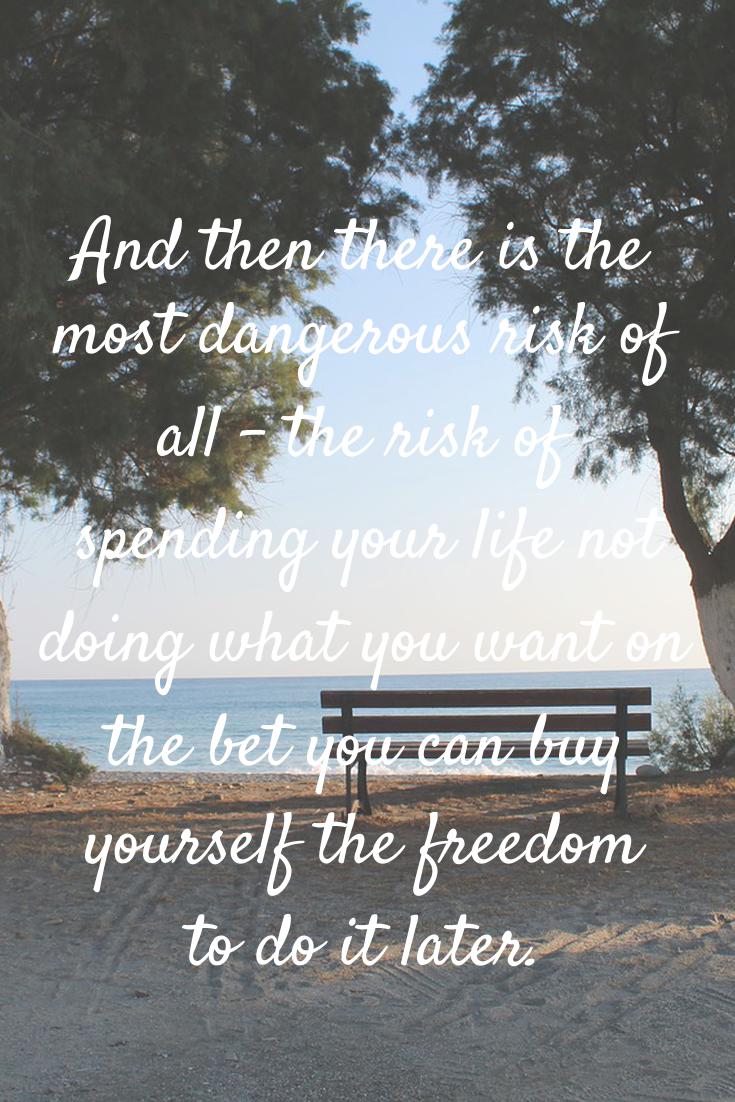 And then there is the
most dangerous risk of
all - the risk of
spending your life not
doing what you want on
the bet you can buy
yourself the freedom
to do it later.